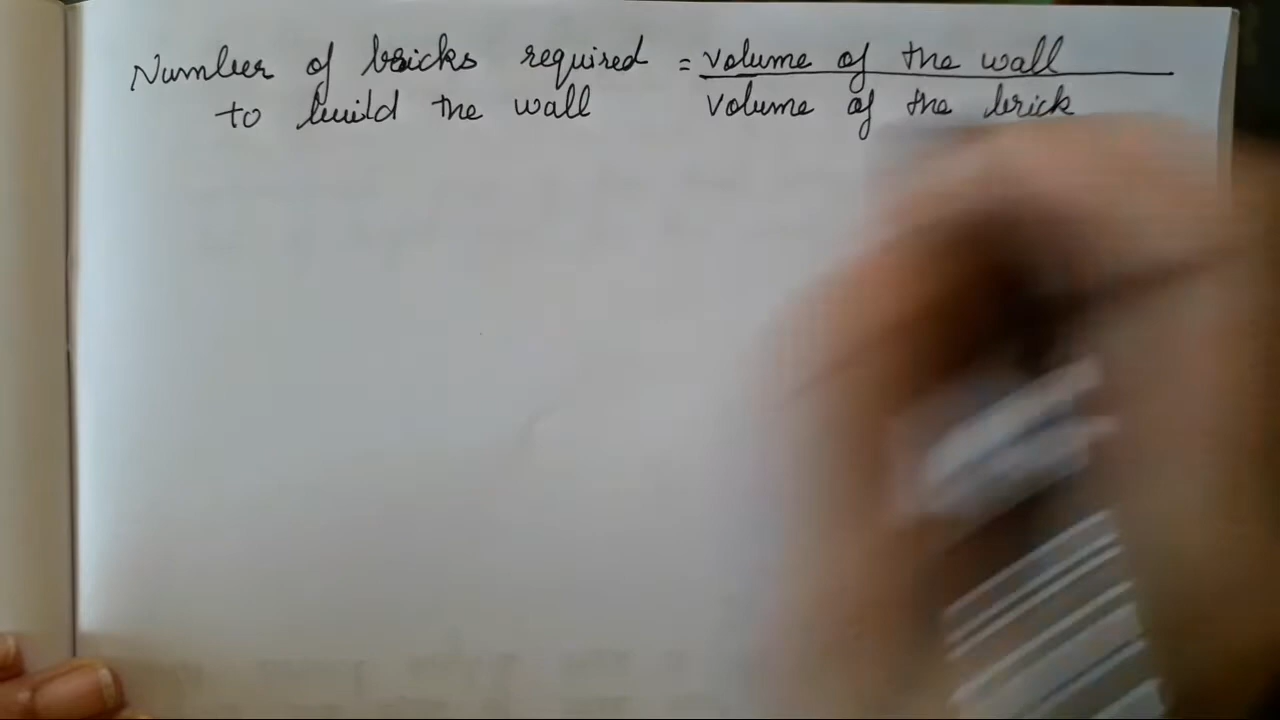 Number of bricks required = volume of the wall
to build the wall volume of the brick